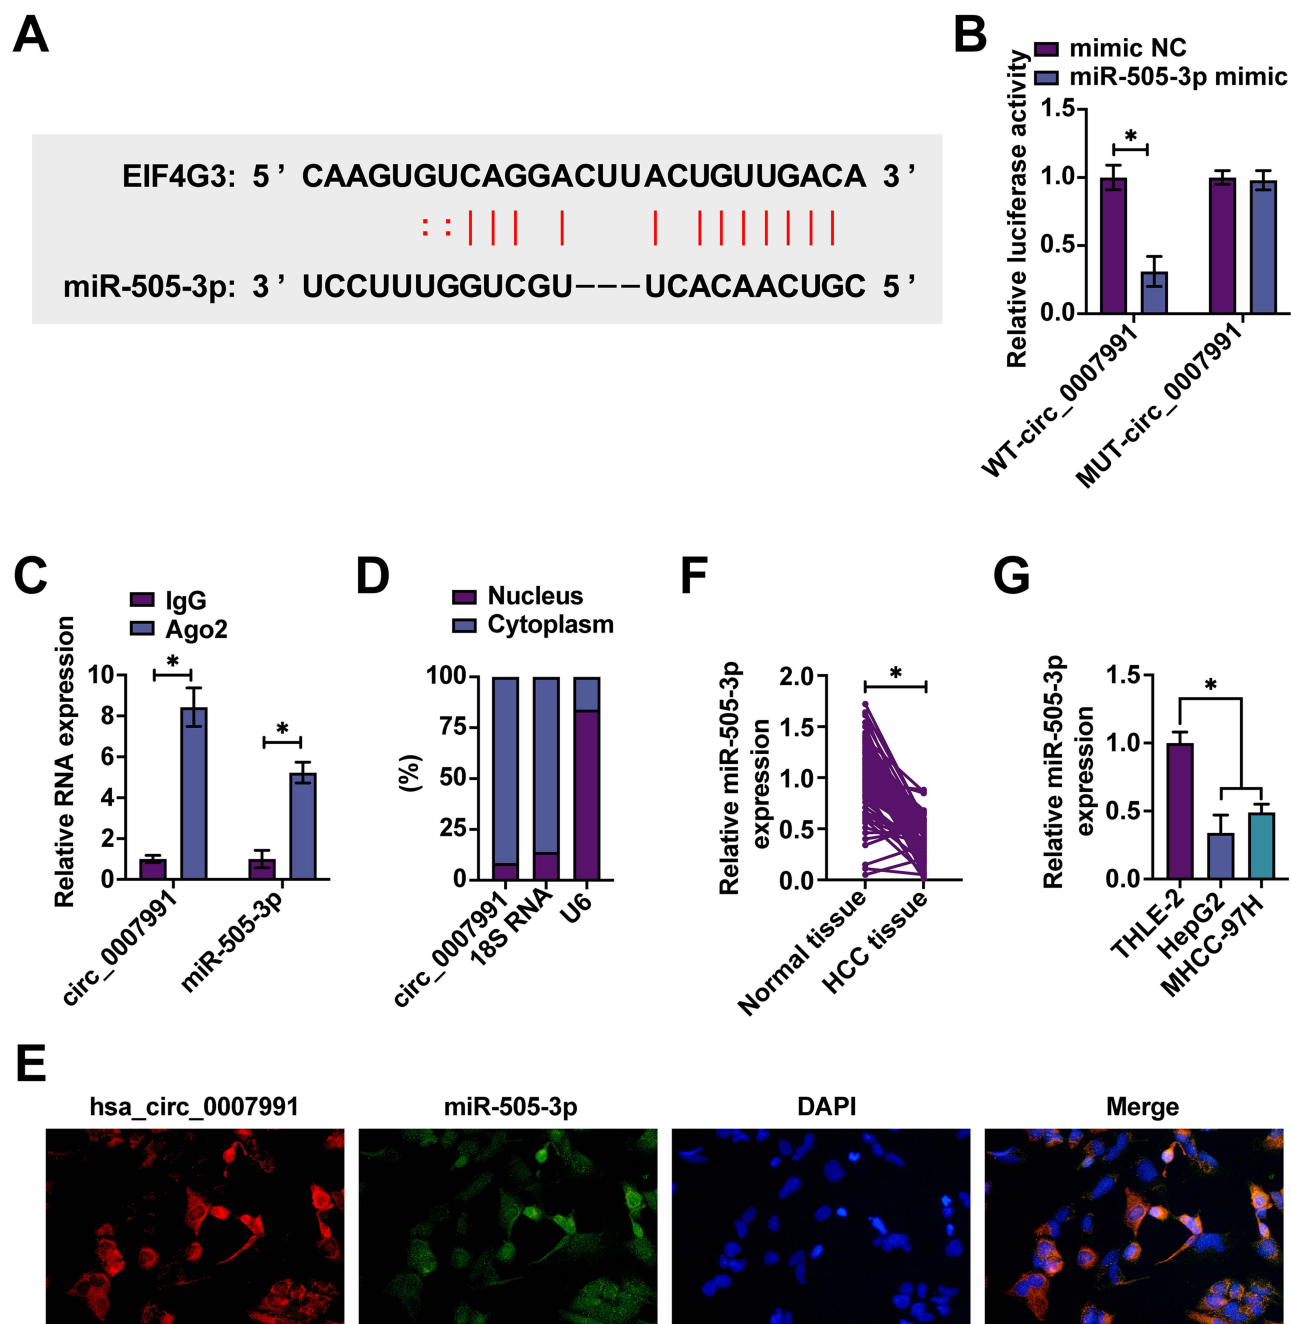 A
EIF4G3: 5 ’ CAAGUGUCAGGACUUACUGUUGACA 3 ’
miR-505-3p: 3 ’ UCCUUUGGUCGU−−−UCACAACUGC 5 ’
B
mimic NC
miR-505-3p mimic
Relative luciferase activity
1.5
1.0
0.5
0.0
*
WT-circ_0007991
MUT-circ_0007991
C
IgG
Ago2
Relative RNA expression
10
8
6
4
2
0
*
*
circ_0007991
miR-505-3p
D
Nucleus
Cytoplasm
(%)
100
75
50
25
0
circ_0007991
18S RNA
U6
F
Relative miR-505-3p
expression
2.0
1.5
1.0
0.5
0.0
*
Normal tissue
HCC tissue
G
Relative miR-505-3p
expression
1.5
1.0
0.5
0.0
*
THLE-2
HepG2
MHCC-97H
E
hsa_circ_0007991
miR-505-3p
DAPI
Merge